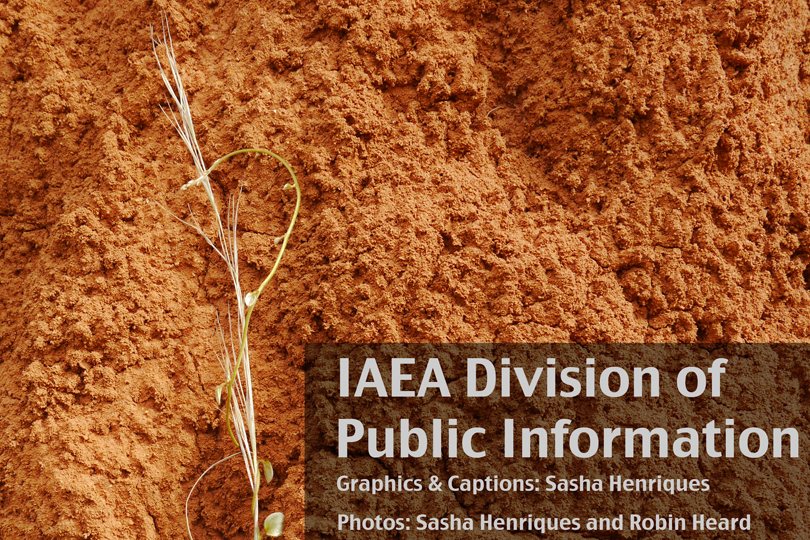 IAEA Division of
Public Information
Graphics & Captions: Sasha Henriques
Photos: Sasha Henriques and Robin Heard